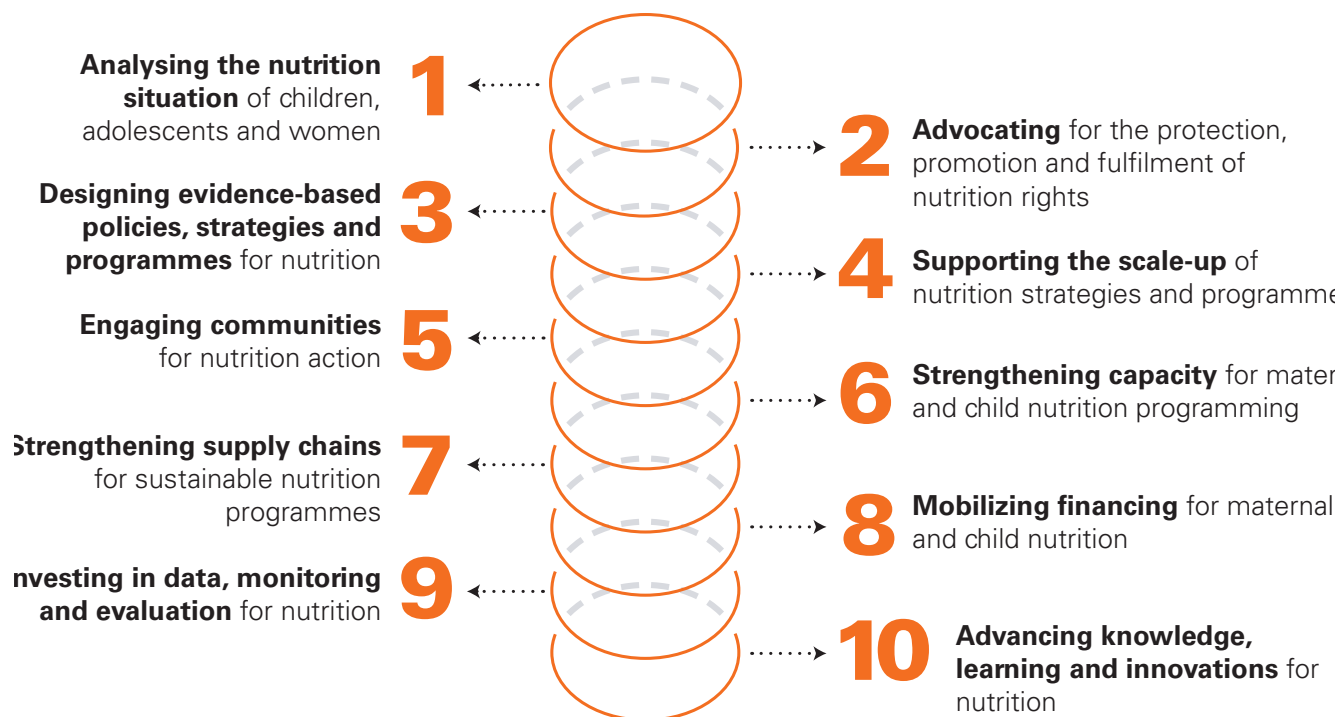 1
Analysing the nutrition
situation of children,
adolescents and women
2
Advocating for the protection,
promotion and fulfilment of
nutrition rights
3
Designing evidence-based
policies, strategies and
programmes for nutrition
4
Supporting the scale-up of
nutrition strategies and
5
Engaging communities
for nutrition action
6
Strengthening capacity for
and child nutrition programming
7
Strengthening supply chains
for sustainable nutrition
programmes
8
Mobilizing financing for maternal
and child nutrition
9
Investing in data, monitoring
and evaluation for nutrition
10
Advancing knowledge,
learning and innovations for
nutrition